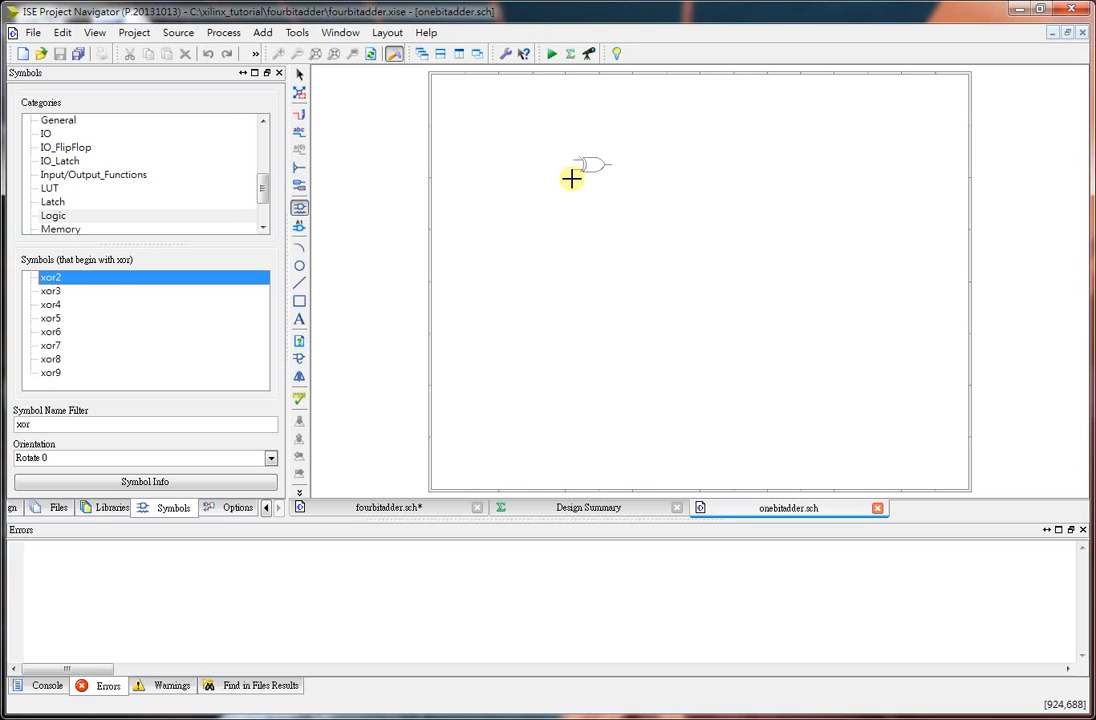 ISE Project Navigator (P.20131013) - C:\xilinx_tutorial\fourbitadder\fourbitadder.xise - [onebitadder.sch]
File Edit View Project Source Process Add Tools Window Layout Help
Symbols
Categories
General
IO
IO_FlipFlop
IO_Latch
Input/Output_Functions
LUT
Latch
Logic
Memory
Symbols (that begin with xor)
xor2
xor3
xor4
xor5
xor6
xor7
xor8
xor9
Symbol Name Filter
xor
Orientation
Rotate 0
Symbol Info
gn Files Libraries Symbols Options
abc
A
fourbitadder.sch* Design Summary onebitadder.sch
Errors
Console Errors Warnings Find in Files Results
[924,688]